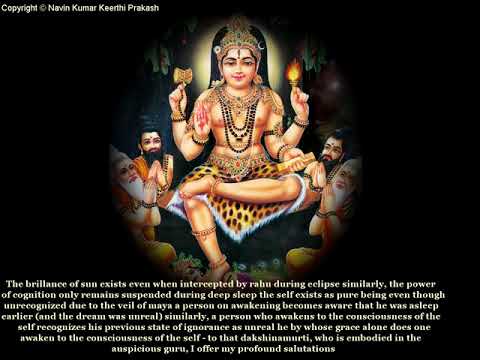 Copyright © Navin Kumar Keerthi Prakash
The brillance of sun exists even when intercepted by rahu during eclipse similarly, the power
of cognition only remains suspended during deep sleep the self exists as pure being even though
unrecognized due to the veil of maya a person on awakening becomes aware that he was asleep
earlier (and the dream was unreal) similarly, a person who awakens to the consciousness of the
self recognizes his previous state of ignorance as unreal he by whose grace alone does one
awaken to the consciousness of the self - to that dakshinamurti, who is embodied in the
auspicious guru, I offer my profound salutations